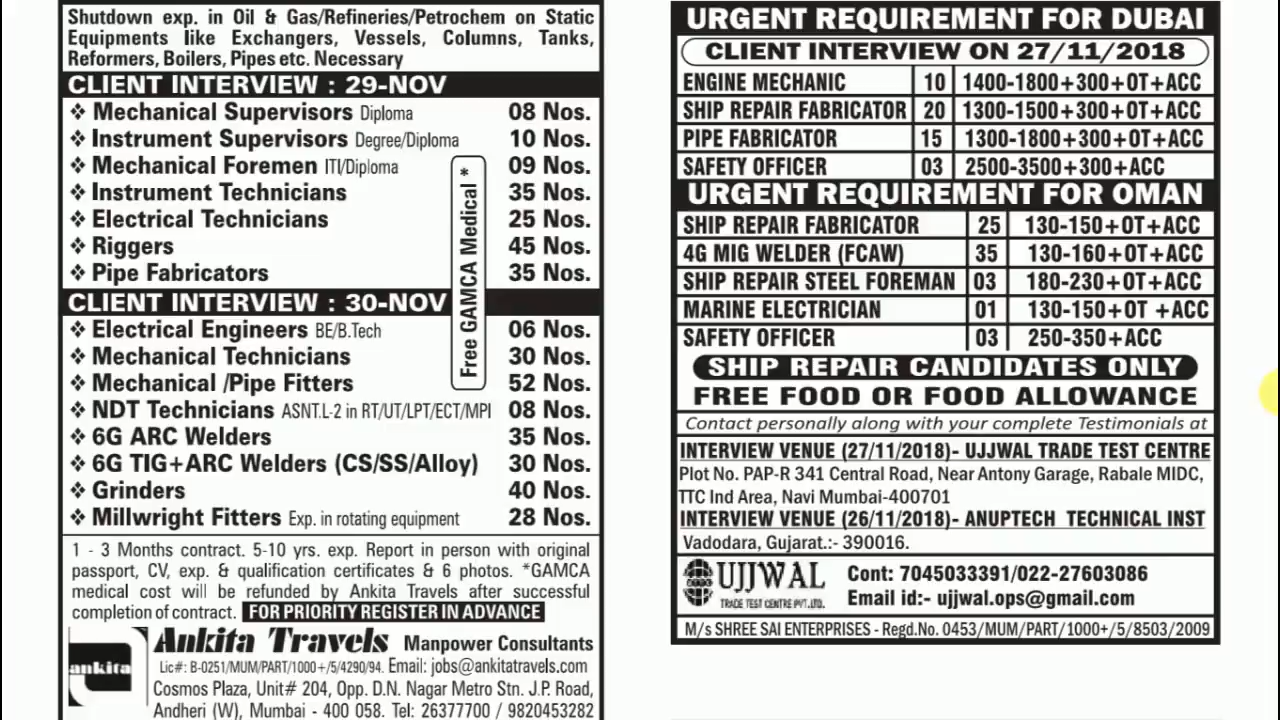 Shutdown exp. in Oil & Gas/Refineries/Petrochem on Static
Equipments like Exchangers, Vessels, Columns, Tanks,
Reformers, Boilers, Pipes etc. Necessary
CLIENT INTERVIEW : 29-NOV
❖ Mechanical Supervisors Diploma 08 Nos.
❖ Instrument Supervisors Degree/Diploma 10 Nos.
❖ Mechanical Foremen ITI/Diploma 09 Nos.
❖ Instrument Technicians 35 Nos.
❖ Electrical Technicians 25 Nos.
❖ Riggers 45 Nos.
❖ Pipe Fabricators 35 Nos.
Free GAMCA Medical *
CLIENT INTERVIEW : 30-NOV
❖ Electrical Engineers BE/B.Tech 06 Nos.
❖ Mechanical Technicians 30 Nos.
❖ Mechanical /Pipe Fitters 52 Nos.
❖ NDT Technicians ASNT.L-2 in RT/UT/LPT/ECT/MPI 08 Nos.
❖ 6G ARC Welders 35 Nos.
❖ 6G TIG+ARC Welders (CS/SS/Alloy) 30 Nos.
❖ Grinders 40 Nos.
❖ Millwright Fitters Exp. in rotating equipment 28 Nos.
1 - 3 Months contract. 5-10 yrs. exp. Report in person with original
passport, CV, exp. & qualification certificates & 6 photos. *GAMCA
medical cost will be refunded by Ankita Travels after successful
completion of contract. FOR PRIORITY REGISTER IN ADVANCE
ankita
Ankita Travels Manpower Consultants
Lic#: B-0251/MUM/PART/1000+/5/4290/94. Email: jobs@ankitatravels.com
Cosmos Plaza, Unit# 204, Opp. D.N. Nagar Metro Stn. J.P. Road,
Andheri (W), Mumbai - 400 058. Tel: 26377700 / 9820453282
URGENT REQUIREMENT FOR DUBAI
CLIENT INTERVIEW ON 27/11/2018
ENGINE MECHANIC 10 1400-1800+300+OT+ACC
SHIP REPAIR FABRICATOR 20 1300-1500+300+OT+ACC
PIPE FABRICATOR 15 1300-1800+300+OT+ACC
SAFETY OFFICER 03 2500-3500+300+ACC
URGENT REQUIREMENT FOR OMAN
SHIP REPAIR FABRICATOR 25 130-150+OT+ACC
4G MIG WELDER (FCAW) 35 130-160+OT+ACC
SHIP REPAIR STEEL FOREMAN 03 180-230+OT+ACC
MARINE ELECTRICIAN 01 130-150+OT +ACC
SAFETY OFFICER 03 250-350+ACC
SHIP REPAIR CANDIDATES ONLY
FREE FOOD OR FOOD ALLOWANCE
Contact personally along with your complete Testimonials at
INTERVIEW VENUE (27/11/2018)- UJJWAL TRADE TEST CENTRE
Plot No. PAP-R 341 Central Road, Near Antony Garage, Rabale MIDC,
TTC Ind Area, Navi Mumbai-400701
INTERVIEW VENUE (26/11/2018)- ANUPTECH TECHNICAL INST
Vadodara, Gujarat.:- 390016.
UJJWAL
TRADE TEST CENTRE PVT.LTD.
Cont: 7045033391/022-27603086
Email id:- ujjwal.ops@gmail.com
M/s SHREE SAI ENTERPRISES - Regd.No. 0453/MUM/PART/1000+/5/8503/2009